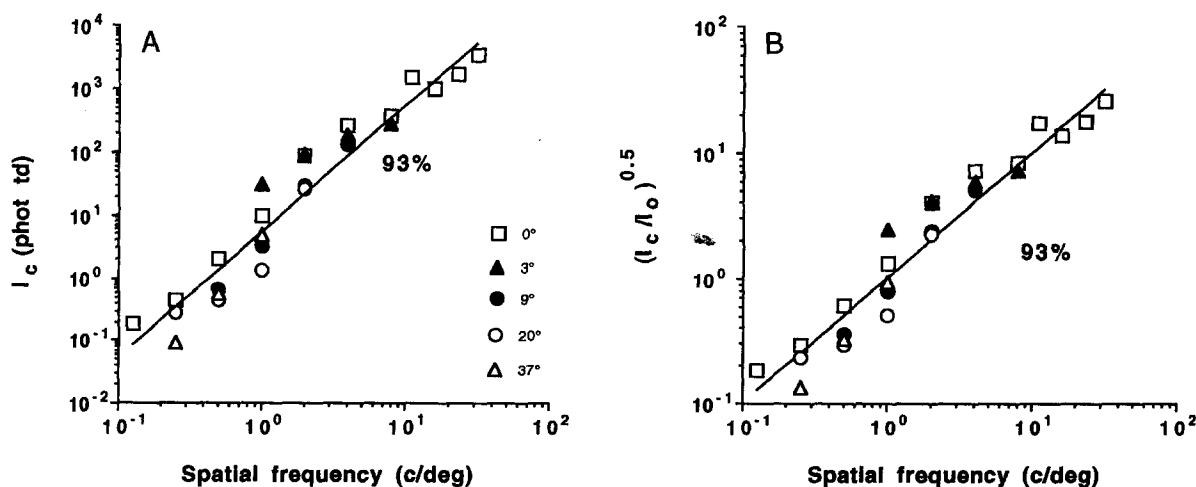 A
I_c (phot td)
10^4
10^3
10^2
10^1
10^0
10^-1
10^-2
93%
0°
3°
9°
20°
37°
10^-1 10^0 10^1 10^2
Spatial frequency (c/deg)
B
(I_c/I_o)^0.5
10^2
10^1
10^0
10^-1
93%
10^-1 10^0 10^1 10^2
Spatial frequency (c/deg)